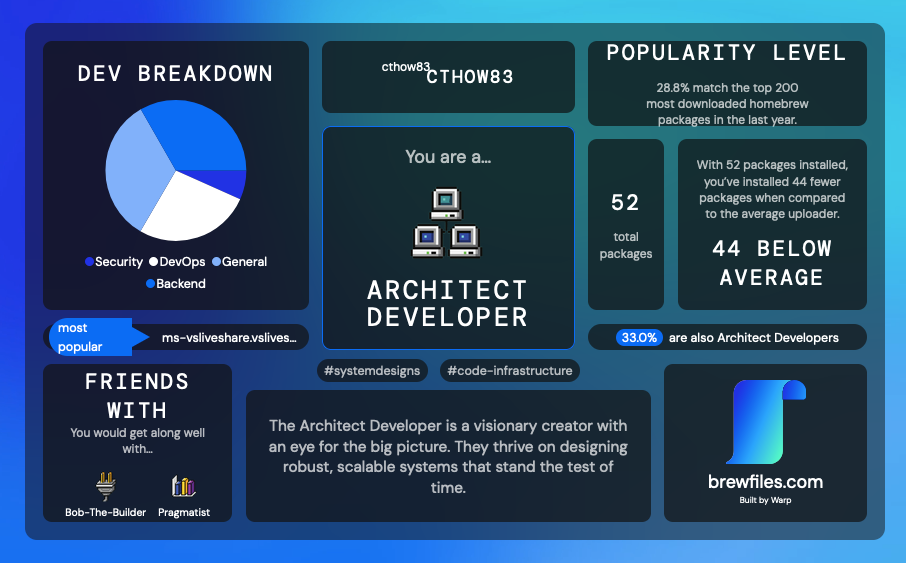 DEV BREAKDOWN
Security DevOps General
Backend
most
popular
ms-vsliveshare.vslives...
FRIENDS
WITH
You would get along well
with...
Bob-The-Builder Pragmatist
cthow83
CTHOW83
You are a...
ARCHITECT
DEVELOPER
#systemdesigns #code-infrastructure
The Architect Developer is a visionary creator with
an eye for the big picture. They thrive on designing
robust, scalable systems that stand the test of
time.
POPULARITY LEVEL
28.8% match the top 200
most downloaded homebrew
packages in the last year.
52
total
packages
With 52 packages installed,
you've installed 44 fewer
packages when compared
to the average uploader.
44 BELOW
AVERAGE
33.0% are also Architect Developers
brewfiles.com
Built by Warp